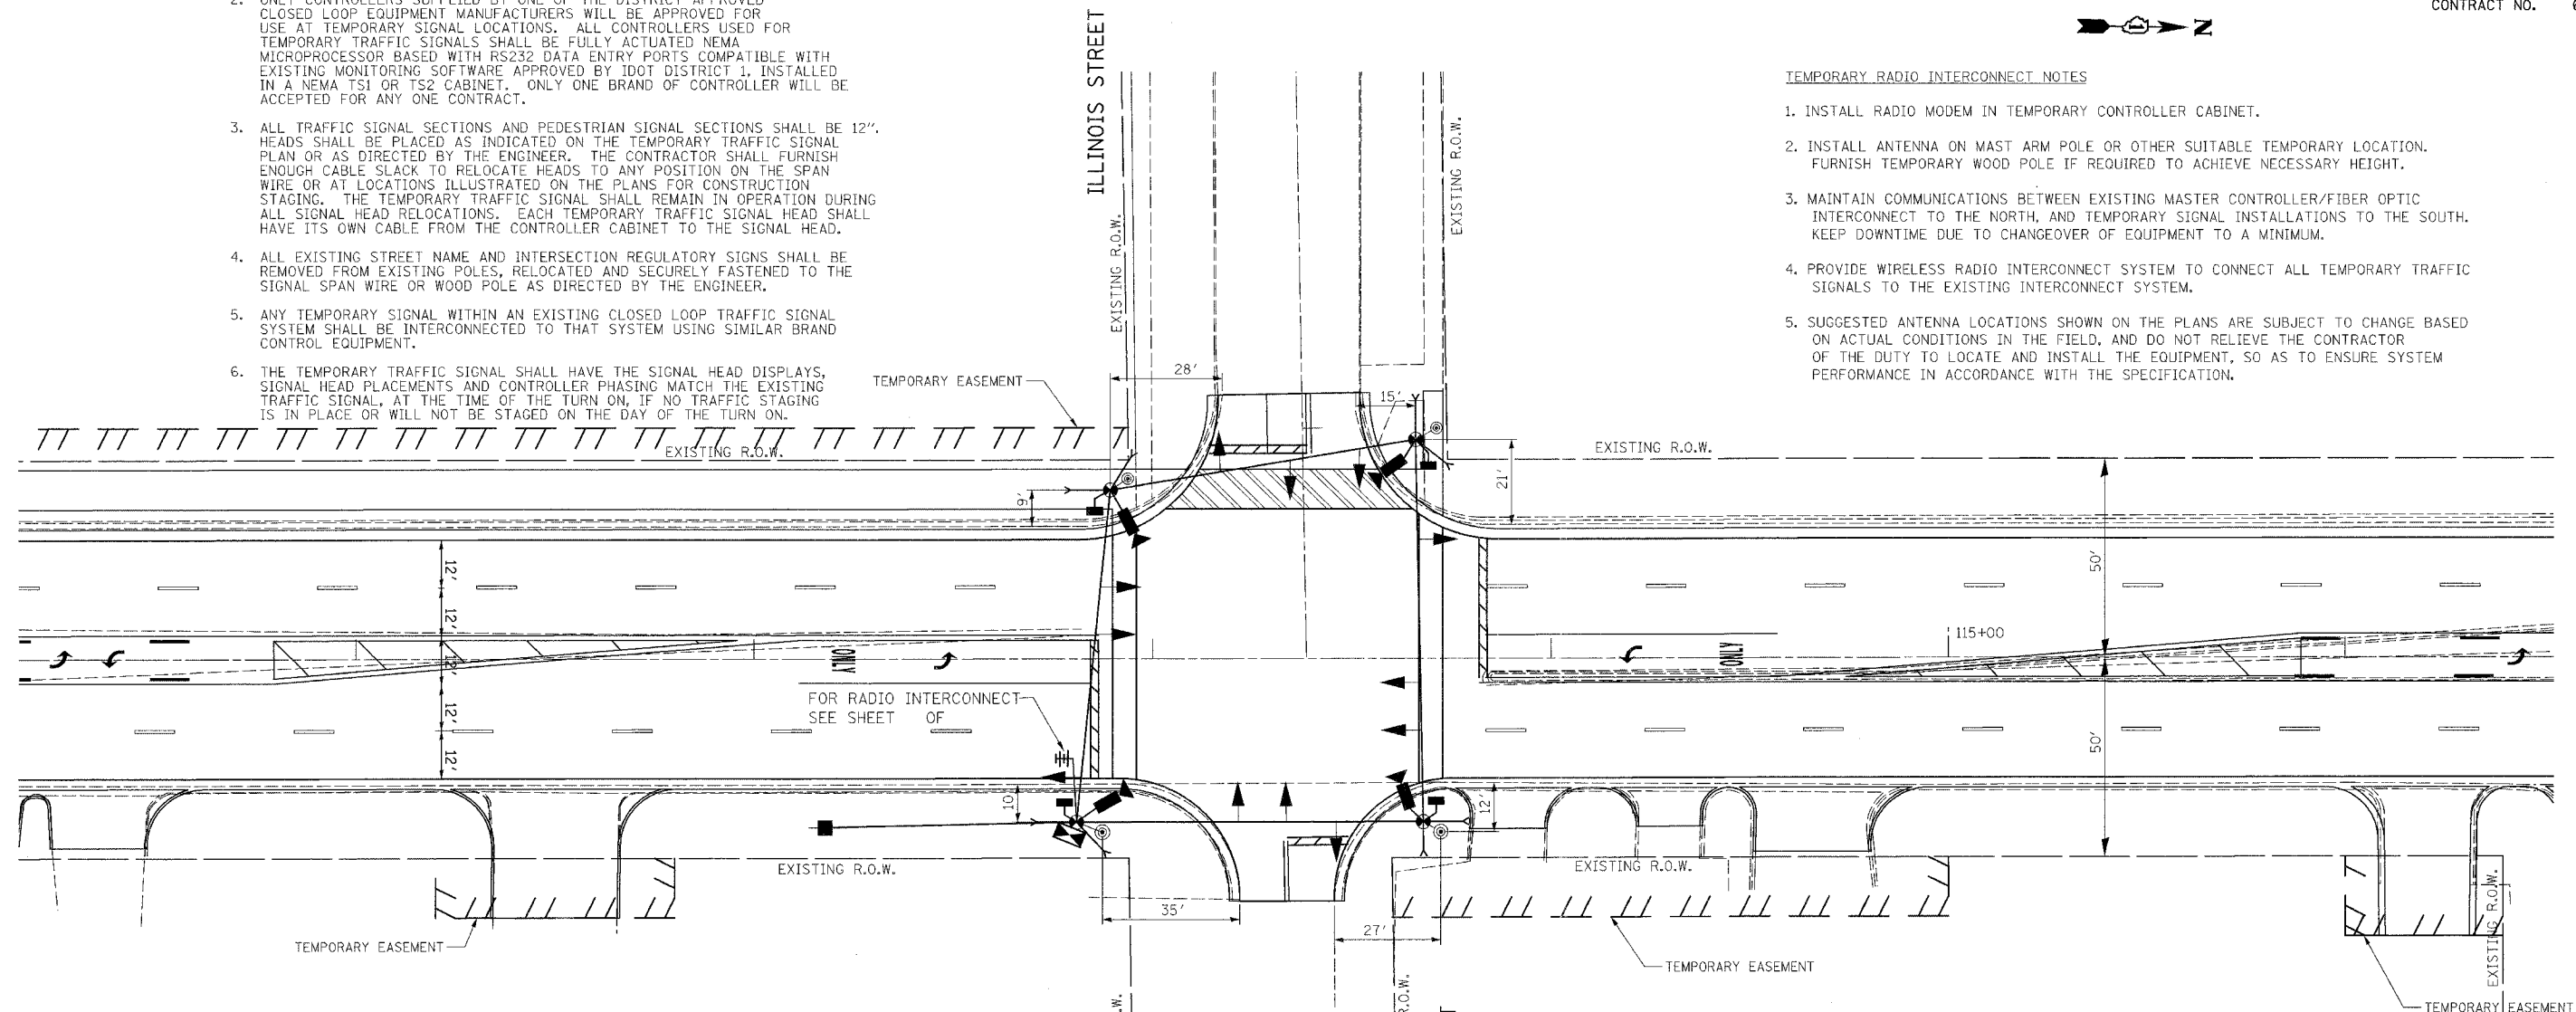 2. ONLY CONTROLLERS SUPPLIED BY ONE OF THE DISTRICT APPROVED
CLOSED LOOP EQUIPMENT MANUFACTURERS WILL BE APPROVED FOR
USE AT TEMPORARY SIGNAL LOCATIONS. ALL CONTROLLERS USED FOR
TEMPORARY TRAFFIC SIGNALS SHALL BE FULLY ACTUATED NEMA
MICROPROCESSOR BASED WITH RS232 DATA ENTRY PORTS COMPATIBLE WITH
EXISTING MONITORING SOFTWARE APPROVED BY IDOT DISTRICT 1, INSTALLED
IN A NEMA TS1 OR TS2 CABINET. ONLY ONE BRAND OF CONTROLLER WILL BE
ACCEPTED FOR ANY ONE CONTRACT.
3. ALL TRAFFIC SIGNAL SECTIONS AND PEDESTRIAN SIGNAL SECTIONS SHALL BE 12".
HEADS SHALL BE PLACED AS INDICATED ON THE TEMPORARY TRAFFIC SIGNAL
PLAN OR AS DIRECTED BY THE ENGINEER. THE CONTRACTOR SHALL FURNISH
ENOUGH CABLE SLACK TO RELOCATE HEADS TO ANY POSITION ON THE SPAN
WIRE OR AT LOCATIONS ILLUSTRATED ON THE PLANS FOR CONSTRUCTION
STAGING. THE TEMPORARY TRAFFIC SIGNAL SHALL REMAIN IN OPERATION DURING
ALL SIGNAL HEAD RELOCATIONS. EACH TEMPORARY TRAFFIC SIGNAL HEAD SHALL
HAVE ITS OWN CABLE FROM THE CONTROLLER CABINET TO THE SIGNAL HEAD.
4. ALL EXISTING STREET NAME AND INTERSECTION REGULATORY SIGNS SHALL BE
REMOVED FROM EXISTING POLES, RELOCATED AND SECURELY FASTENED TO THE
SIGNAL SPAN WIRE OR WOOD POLE AS DIRECTED BY THE ENGINEER.
5. ANY TEMPORARY SIGNAL WITHIN AN EXISTING CLOSED LOOP TRAFFIC SIGNAL
SYSTEM SHALL BE INTERCONNECTED TO THAT SYSTEM USING SIMILAR BRAND
CONTROL EQUIPMENT.
6. THE TEMPORARY TRAFFIC SIGNAL SHALL HAVE THE SIGNAL HEAD DISPLAYS,
SIGNAL HEAD PLACEMENTS AND CONTROLLER PHASING MATCH THE EXISTING
TRAFFIC SIGNAL, AT THE TIME OF THE TURN ON, IF NO TRAFFIC STAGING
IS IN PLACE OR WILL NOT BE STAGED ON THE DAY OF THE TURN ON.
CONTRACT NO.
N
TEMPORARY RADIO INTERCONNECT NOTES
1. INSTALL RADIO MODEM IN TEMPORARY CONTROLLER CABINET.
2. INSTALL ANTENNA ON MAST ARM POLE OR OTHER SUITABLE TEMPORARY LOCATION.
FURNISH TEMPORARY WOOD POLE IF REQUIRED TO ACHIEVE NECESSARY HEIGHT.
3. MAINTAIN COMMUNICATIONS BETWEEN EXISTING MASTER CONTROLLER/FIBER OPTIC
INTERCONNECT TO THE NORTH, AND TEMPORARY SIGNAL INSTALLATIONS TO THE SOUTH.
KEEP DOWNTIME DUE TO CHANGEOVER OF EQUIPMENT TO A MINIMUM.
4. PROVIDE WIRELESS RADIO INTERCONNECT SYSTEM TO CONNECT ALL TEMPORARY TRAFFIC
SIGNALS TO THE EXISTING INTERCONNECT SYSTEM.
5. SUGGESTED ANTENNA LOCATIONS SHOWN ON THE PLANS ARE SUBJECT TO CHANGE BASED
ON ACTUAL CONDITIONS IN THE FIELD, AND DO NOT RELIEVE THE CONTRACTOR
OF THE DUTY TO LOCATE AND INSTALL THE EQUIPMENT, SO AS TO ENSURE SYSTEM
PERFORMANCE IN ACCORDANCE WITH THE SPECIFICATION.
ILLINOIS STREET
EXISTING R.O.W.
EXISTING R.O.W.
TEMPORARY EASEMENT
28'
15'
EXISTING R.O.W.
EXISTING R.O.W.
9'
21'
12'
12'
12'
12'
12'
50'
50'
ONLY
ONLY
115+00
FOR RADIO INTERCONNECT
SEE SHEET OF
10
12'
EXISTING R.O.W.
EXISTING R.O.W.
35'
27'
TEMPORARY EASEMENT
TEMPORARY EASEMENT
EXISTING R.O.W.
TEMPORARY EASEMENT
.W.
R.O.W.